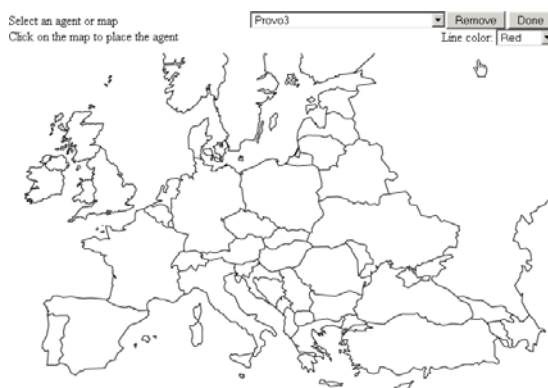 Select an agent or map Provo3 Remove Done
Click on the map to place the agent Line color: Red